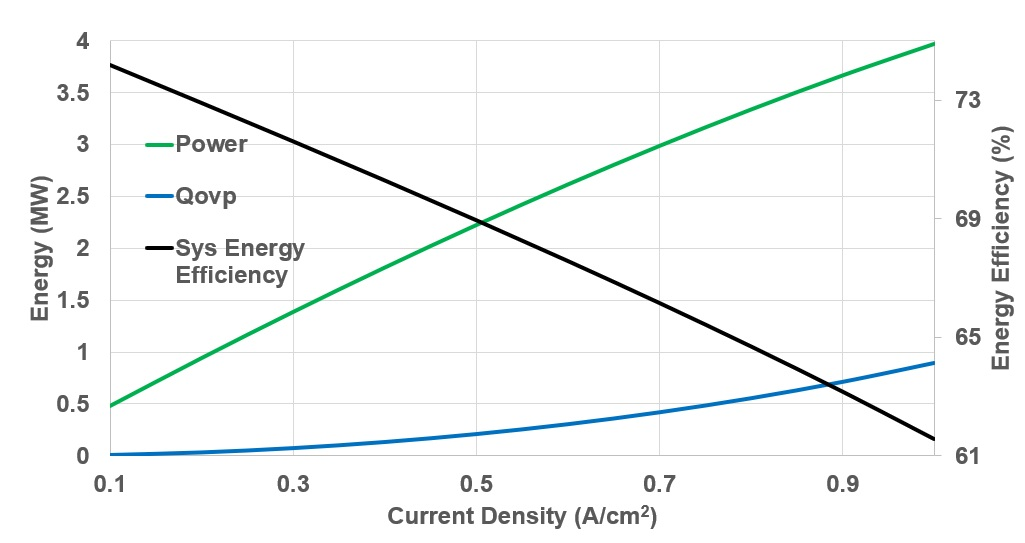 4
3.5
3
2.5
2
1.5
1
0.5
0
Energy (MW)
Power
Qovp
Sys Energy
Efficiency
73
69
65
61
Energy Efficiency (%)
0.1 0.3 0.5 0.7 0.9
Current Density (A/cm²)